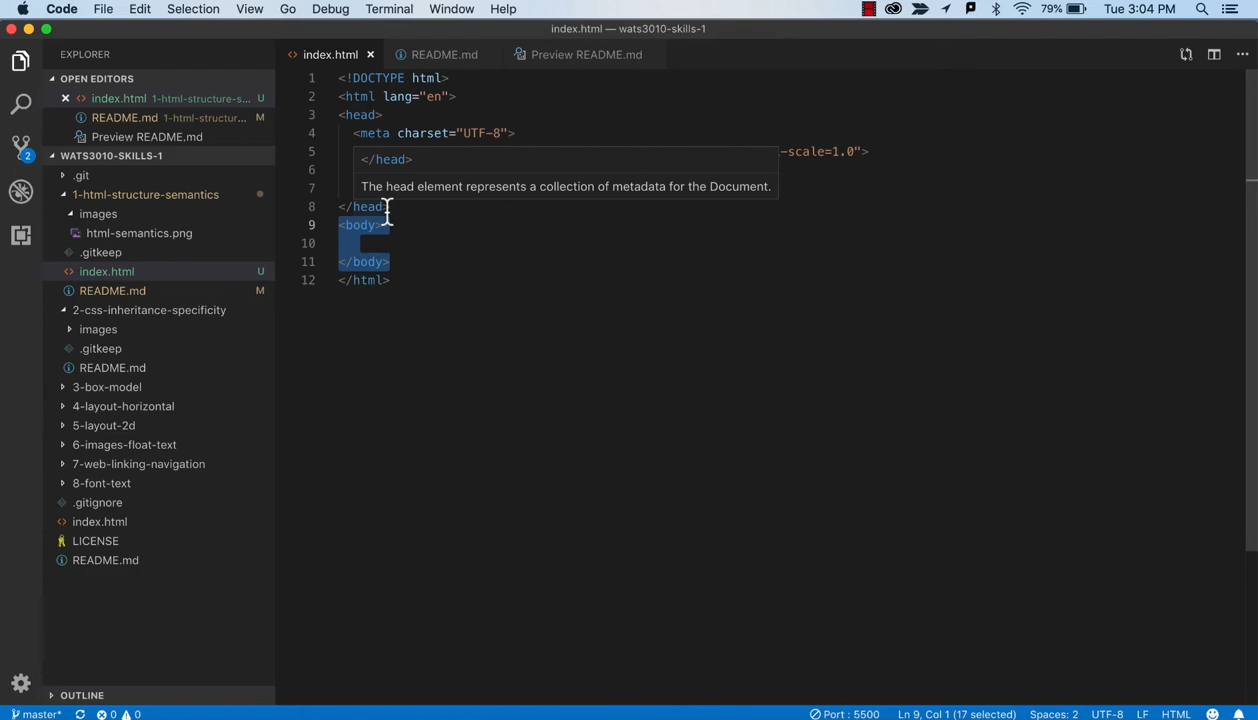 Code File Edit Selection View Go Debug Terminal Window Help 79% Tue 3:04 PM
index.html — wats3010-skills-1
EXPLORER
index.html
README.md
Preview README.md
OPEN EDITORS
index.html 1-html-structure-s... U
README.md 1-html-structur... M
Preview README.md
WATS3010-SKILLS-1
.git
1-html-structure-semantics
images
html-semantics.png
.gitkeep
index.html U
README.md M
2-css-inheritance-specificity
images
.gitkeep
README.md
3-box-model
4-layout-horizontal
5-layout-2d
6-images-float-text
7-web-linking-navigation
8-font-text
.gitignore
index.html
LICENSE
README.md
OUTLINE
2
1 <!DOCTYPE html>
2 <html lang="en">
3 <head>
4 <meta charset="UTF-8">
5 -scale=1.0">
6
7
</head>
The head element represents a collection of metadata for the Document.
8 </head>
9 <body>
10
11 </body>
12 </html>
master* 0 0 Port : 5500 Ln 9, Col 1 (17 selected) Spaces: 2 UTF-8 LF HTML